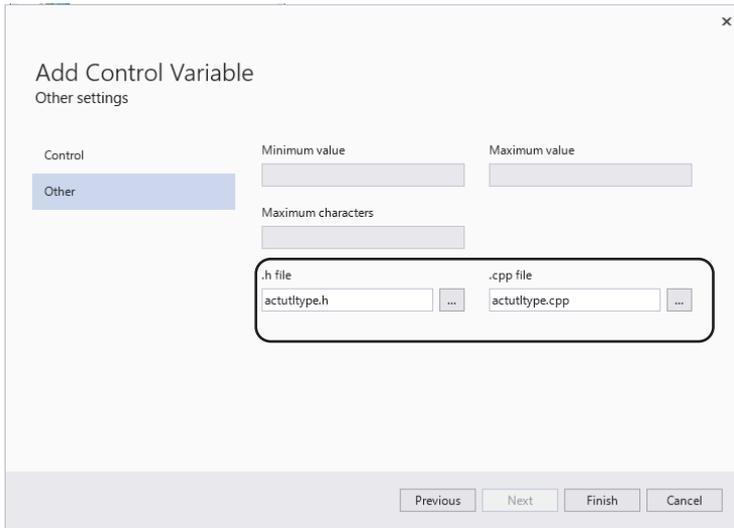 Add Control Variable
Other settings
Control
Other
Minimum value
Maximum value
Maximum characters
.h file
.cpp file
actutltype.h
...
actutltype.cpp
...
Previous
Next
Finish
Cancel